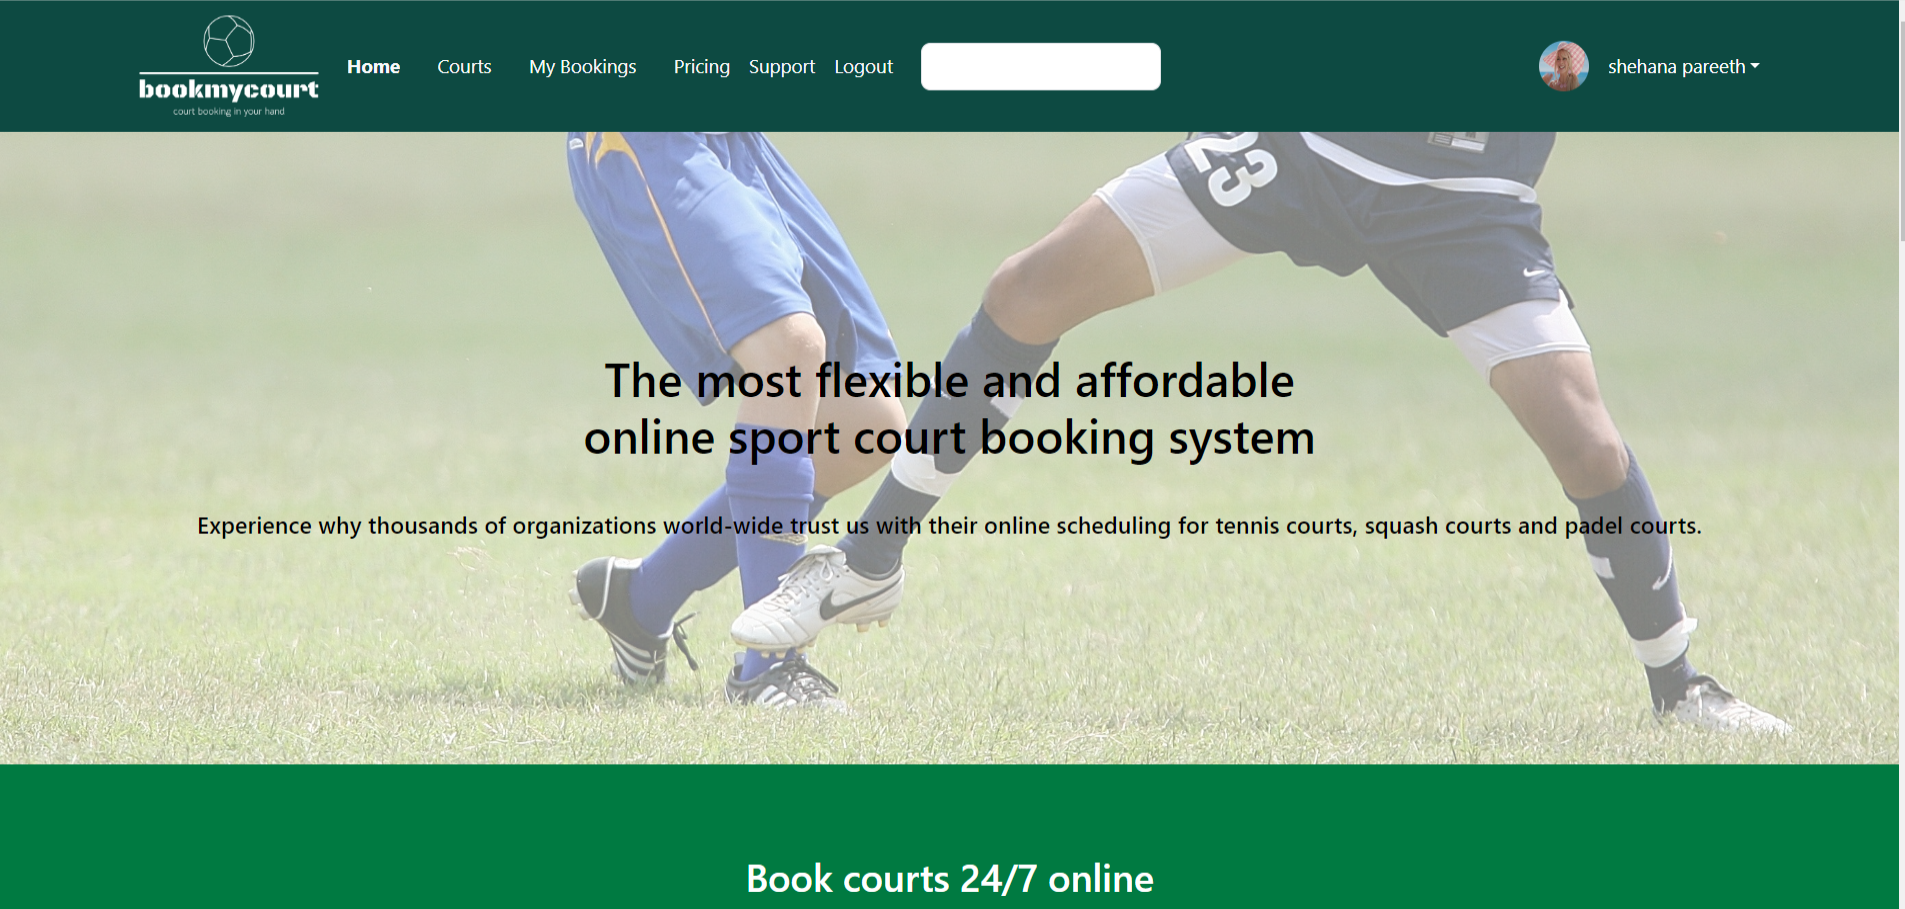 bookmycourt
court booking in your hand
Home Courts My Bookings Pricing Support Logout
shehana pareeth
23
The most flexible and affordable
online sport court booking system
Experience why thousands of organizations world-wide trust us with their online scheduling for tennis courts, squash courts and padel courts.
Book courts 24/7 online